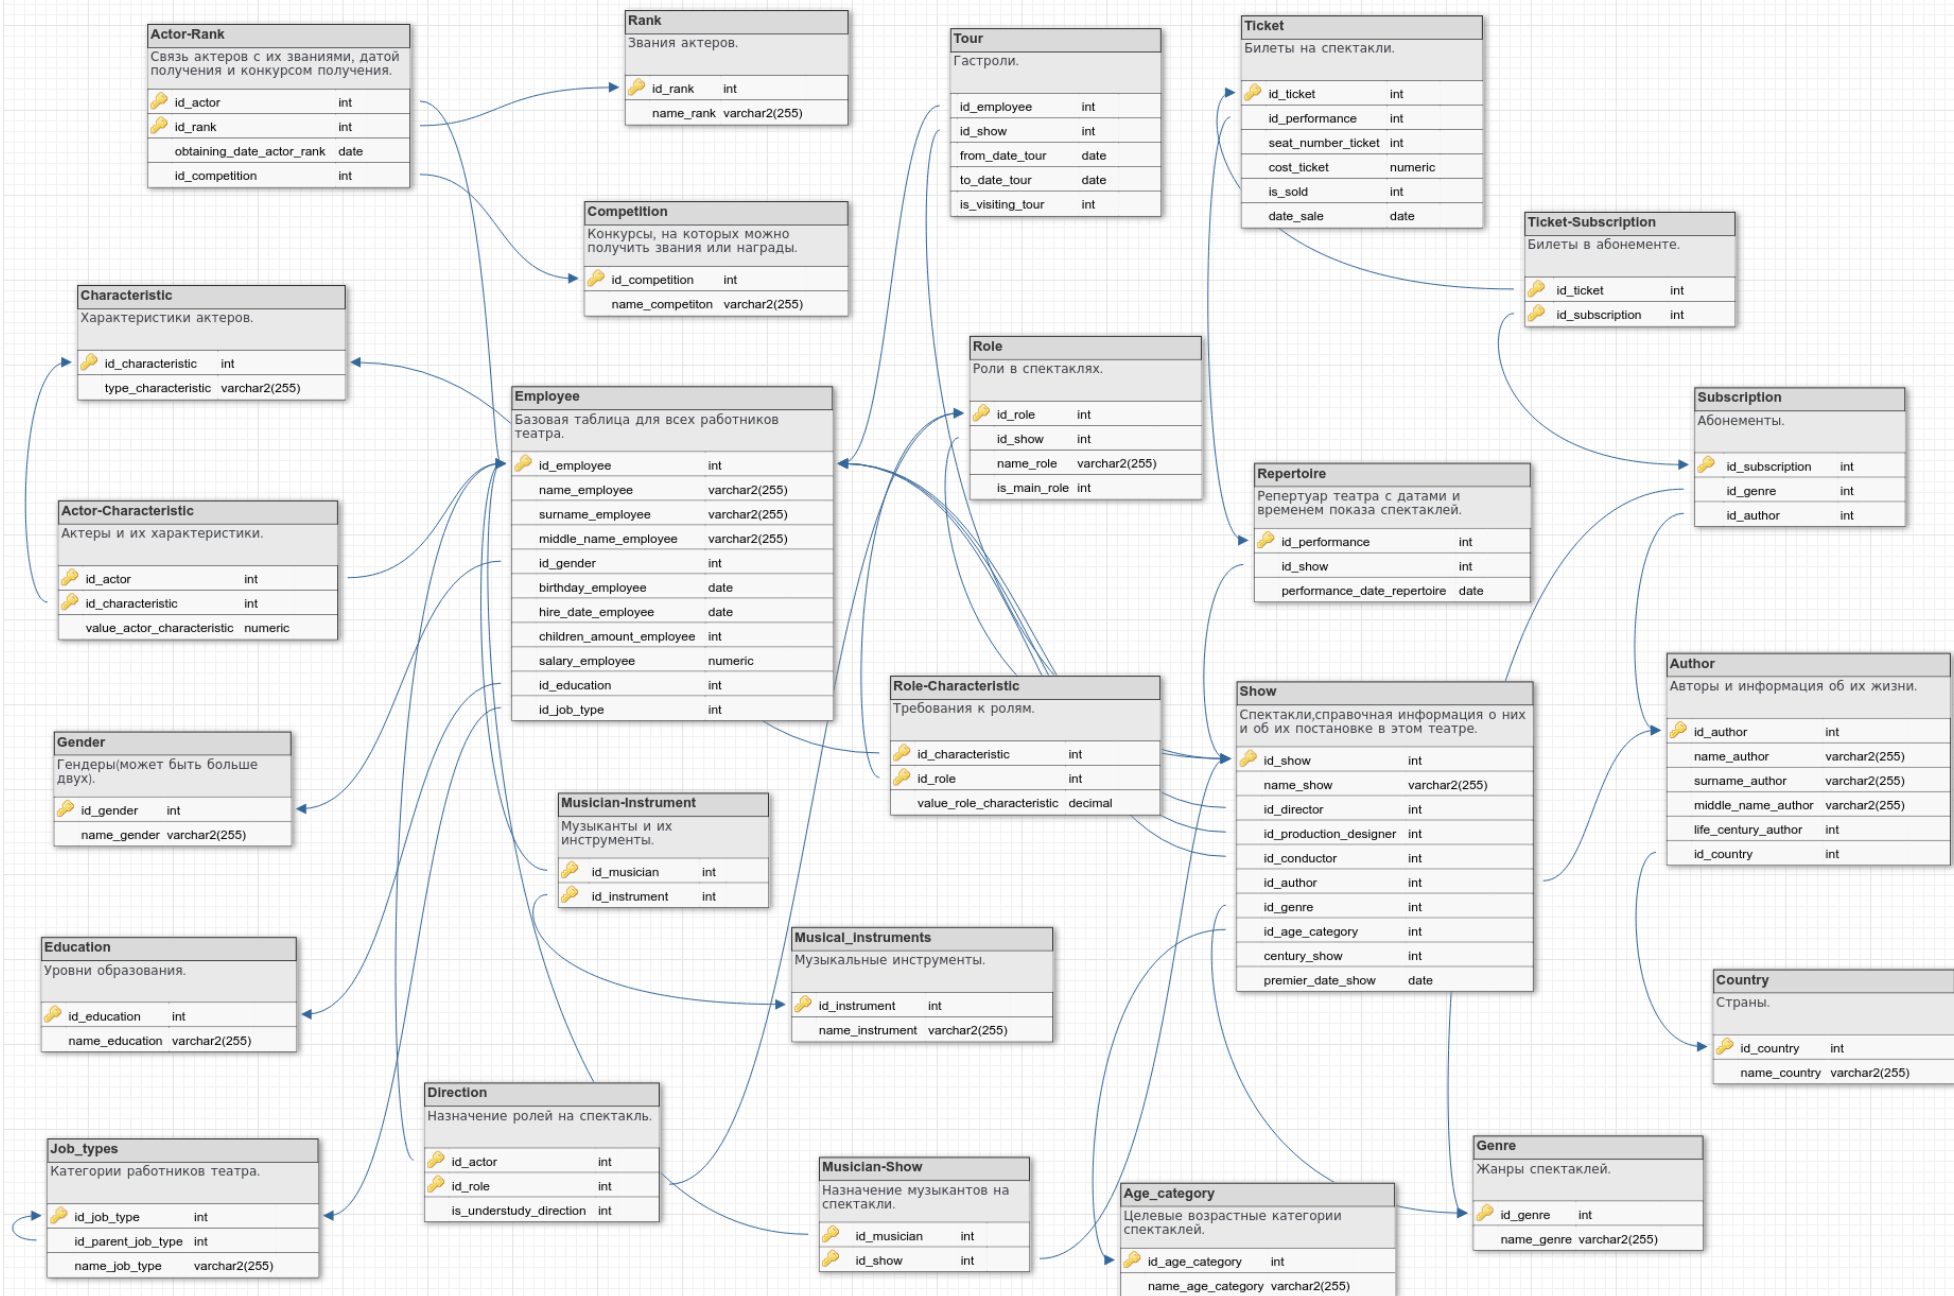 Actor-Rank
Связь актеров с их званиями, датой
получения и конкурсом получения.
id_actor int
id_rank int
obtaining_date_actor_rank date
id_competition int
Rank
Звания актеров.
id_rank int
name_rank varchar2(255)
Tour
Гастроли.
id_employee int
id_show int
from_date_tour date
to_date_tour date
is_visiting_tour int
Ticket
Билеты на спектакли.
id_ticket int
id_performance int
seat_number_ticket int
cost_ticket numeric
is_sold int
date_sale date
Ticket-Subscription
Билеты в абонементе.
id_ticket int
id_subscription int
Competition
Конкурсы, на которых можно
получить звания или награды.
id_competition int
name_competiton varchar2(255)
Characteristic
Характеристики актеров.
id_characteristic int
type_characteristic varchar2(255)
Employee
Базовая таблица для всех работников
театра.
id_employee int
name_employee varchar2(255)
surname_employee varchar2(255)
middle_name_employee varchar2(255)
id_gender int
birthday_employee date
hire_date_employee date
children_amount_employee int
salary_employee numeric
id_education int
id_job_type int
Role
Роли в спектаклях.
id_role int
id_show int
name_role varchar2(255)
is_main_role int
Subscription
Абонементы.
id_subscription int
id_genre int
id_author int
Repertoire
Репертуар театра с датами и
временем показа спектаклей.
id_performance int
id_show int
performance_date_repertoire date
Actor-Characteristic
Актеры и их характеристики.
id_actor int
id_characteristic int
value_actor_characteristic numeric
Role-Characteristic
Требования к ролям.
id_characteristic int
id_role int
value_role_characteristic decimal
Show
Спектакли,справочная информация о них
и об их постановке в этом театре.
id_show int
name_show varchar2(255)
id_director int
id_production_designer int
id_conductor int
id_author int
id_genre int
id_age_category int
century_show int
premier_date_show date
Author
Авторы и информация об их жизни.
id_author int
name_author varchar2(255)
surname_author varchar2(255)
middle_name_author varchar2(255)
life_century_author int
id_country int
Gender
Гендеры(может быть больше
двух).
id_gender int
name_gender varchar2(255)
Musician-Instrument
Музыканты и их
инструменты.
id_musician int
id_instrument int
Musical_instruments
Музыкальные инструменты.
id_instrument int
name_instrument varchar2(255)
Education
Уровни образования.
id_education int
name_education varchar2(255)
Country
Страны.
id_country int
name_country varchar2(255)
Direction
Назначение ролей на спектакль.
id_actor int
id_role int
is_understudy_direction int
Job_types
Категории работников театра.
id_job_type int
id_parent_job_type int
name_job_type varchar2(255)
Musician-Show
Назначение музыкантов на
спектакли.
id_musician int
id_show int
Age_category
Целевые возрастные категории
спектаклей.
id_age_category int
name_age_category varchar2(255)
Genre
Жанры спектаклей.
id_genre int
name_genre varchar2(255)